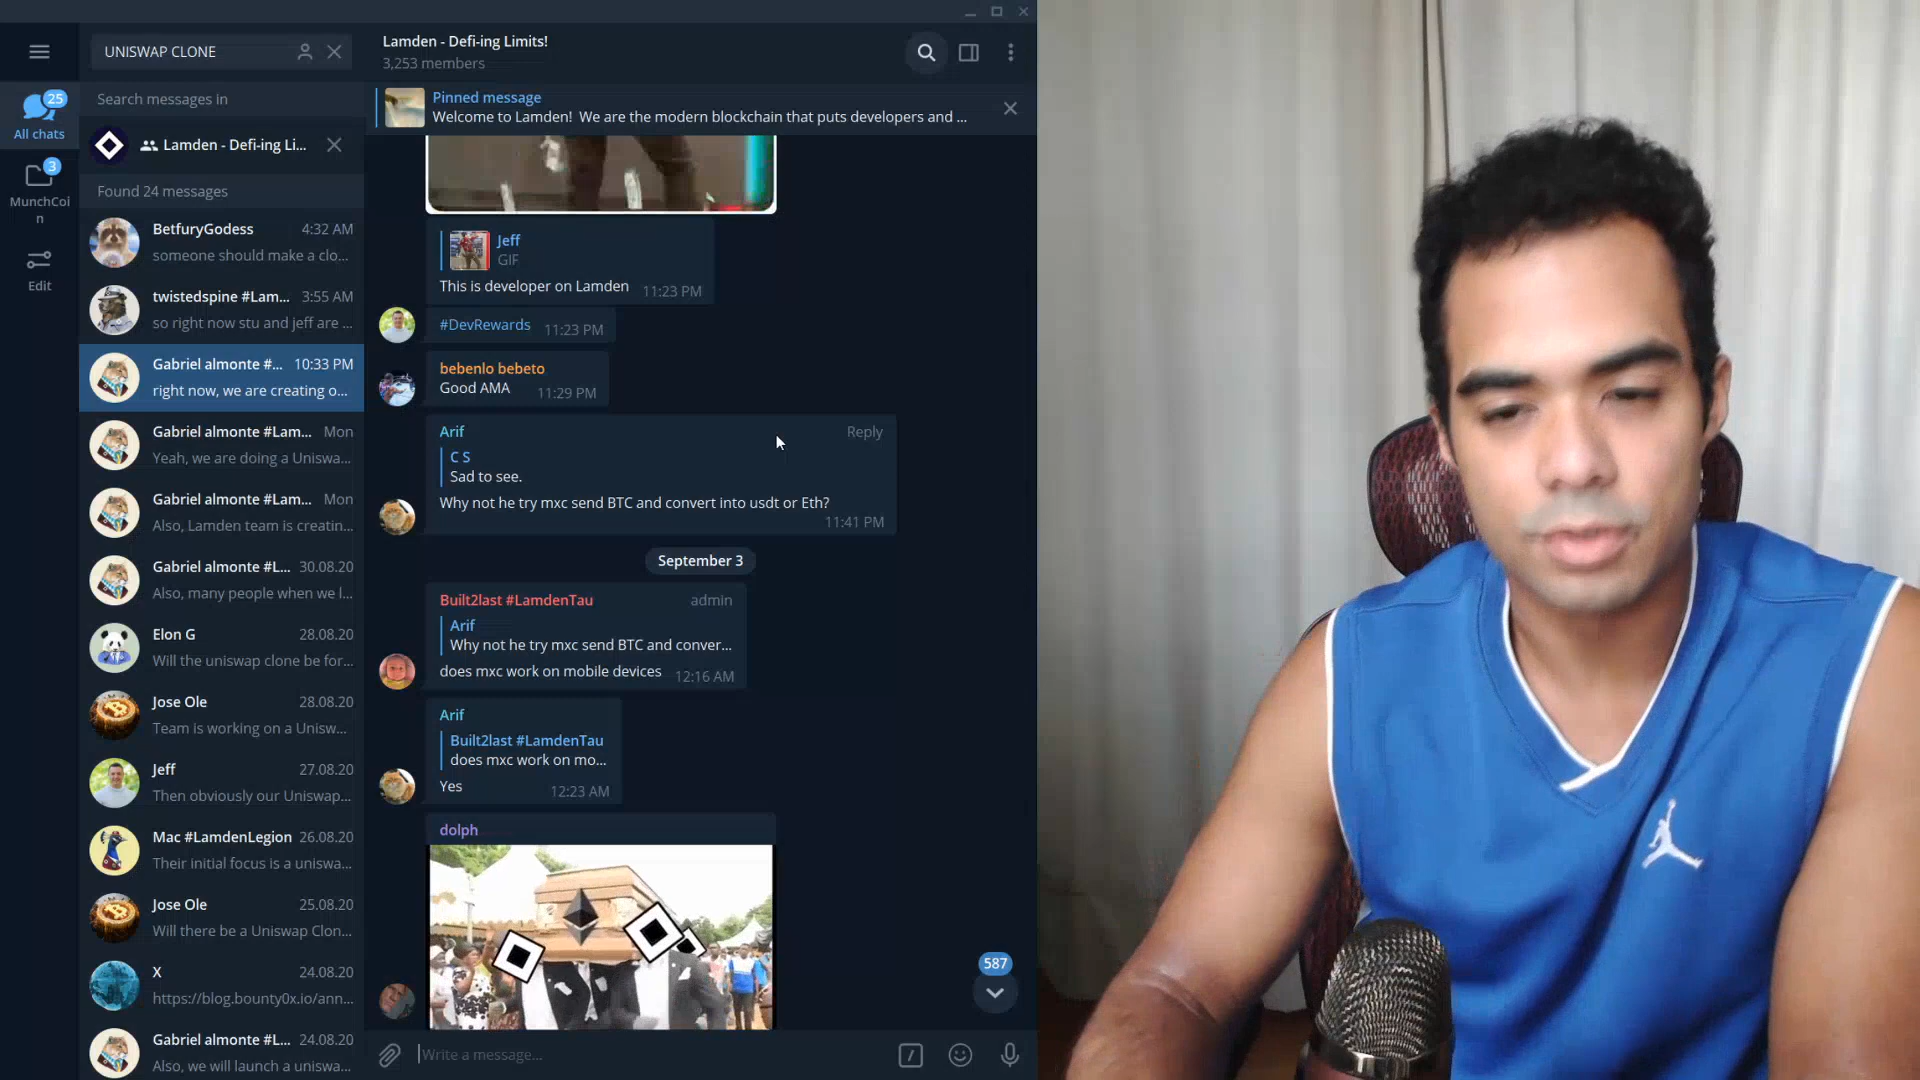 UNISWAP CLONE
Search messages in
Lamden - Defi-ing Li...
Found 24 messages
25
All chats
3
MunchCoi
n
Edit
BetfuryGodess 4:32 AM
someone should make a clo...
twistedspine #Lam... 3:55 AM
so right now stu and jeff are ...
Gabriel almonte #... 10:33 PM
right now, we are creating o...
Gabriel almonte #Lam... Mon
Yeah, we are doing a Uniswa...
Gabriel almonte #Lam... Mon
Also, Lamden team is creatin...
Gabriel almonte #L... 30.08.20
Also, many people when we l...
Elon G 28.08.20
Will the uniswap clone be for...
Jose Ole 28.08.20
Team is working on a Unisw...
Jeff 27.08.20
Then obviously our Uniswap...
Mac #LamdenLegion 26.08.20
Their initial focus is a uniswa...
Jose Ole 25.08.20
Will there be a Uniswap Clon...
X 24.08.20
https://blog.bounty0x.io/ann...
Gabriel almonte #L... 24.08.20
Also, we will launch a uniswa...
Lamden - Defi-ing Limits!
3,253 members
Pinned message
Welcome to Lamden! We are the modern blockchain that puts developers and ...
Jeff
GIF
This is developer on Lamden 11:23 PM
#DevRewards 11:23 PM
bebenlo bebeto
Good AMA 11:29 PM
Arif Reply
C S
Sad to see.
Why not he try mxc send BTC and convert into usdt or Eth?
11:41 PM
September 3
Built2last #LamdenTau admin
Arif
Why not he try mxc send BTC and conver...
does mxc work on mobile devices 12:16 AM
Arif
Built2last #LamdenTau
does mxc work on mo...
Yes 12:23 AM
dolph
587
Write a message...